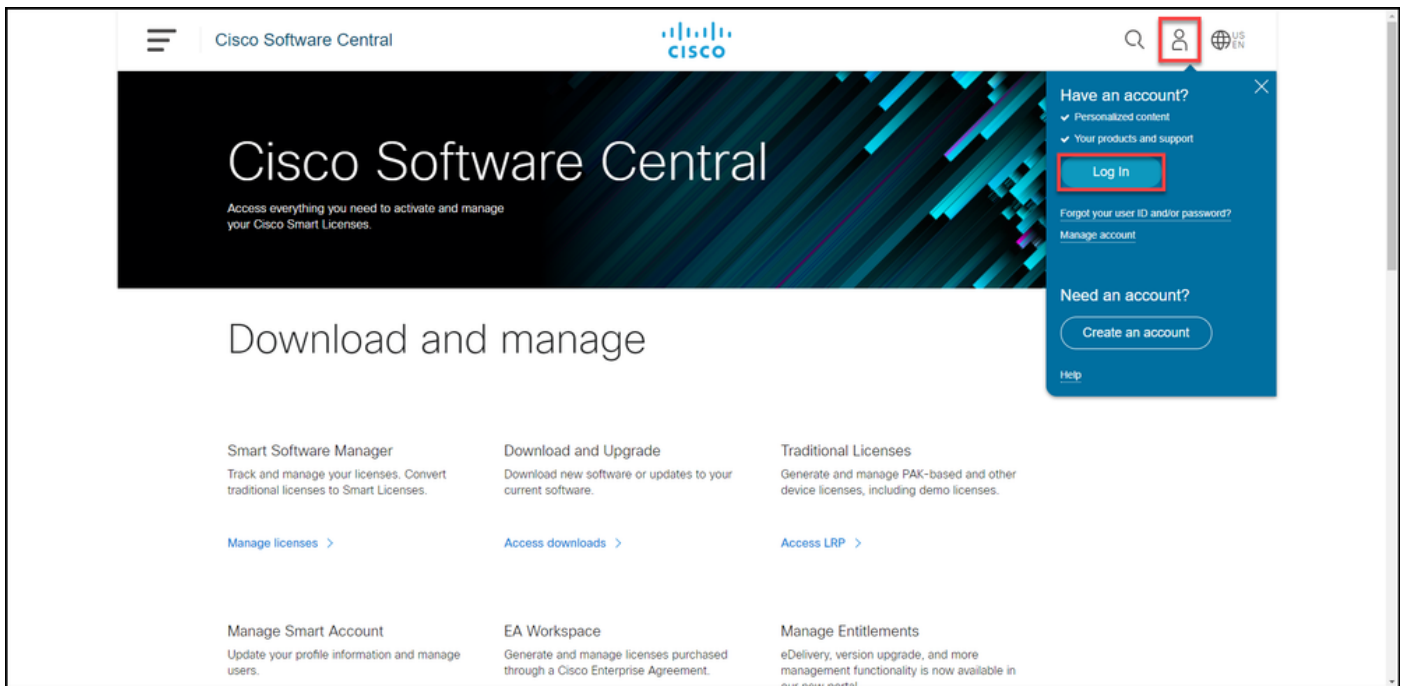 Cisco Software Central
CISCO
US
EN
Cisco Software Central
Access everything you need to activate and manage
your Cisco Smart Licenses.
Have an account?
Personalized content
Your products and support
Log In
Forgot your user ID and/or password?
Manage account
Need an account?
Create an account
Help
Download and manage
Smart Software Manager
Track and manage your licenses. Convert
traditional licenses to Smart Licenses.
Manage licenses
Download and Upgrade
Download new software or updates to your
current software.
Access downloads
Traditional Licenses
Generate and manage PAK-based and other
device licenses, including demo licenses.
Access LRP
Manage Smart Account
Update your profile information and manage
users.
EA Workspace
Generate and manage licenses purchased
through a Cisco Enterprise Agreement.
Manage Entitlements
eDelivery, version upgrade, and more
management functionality is now available in
our new portal